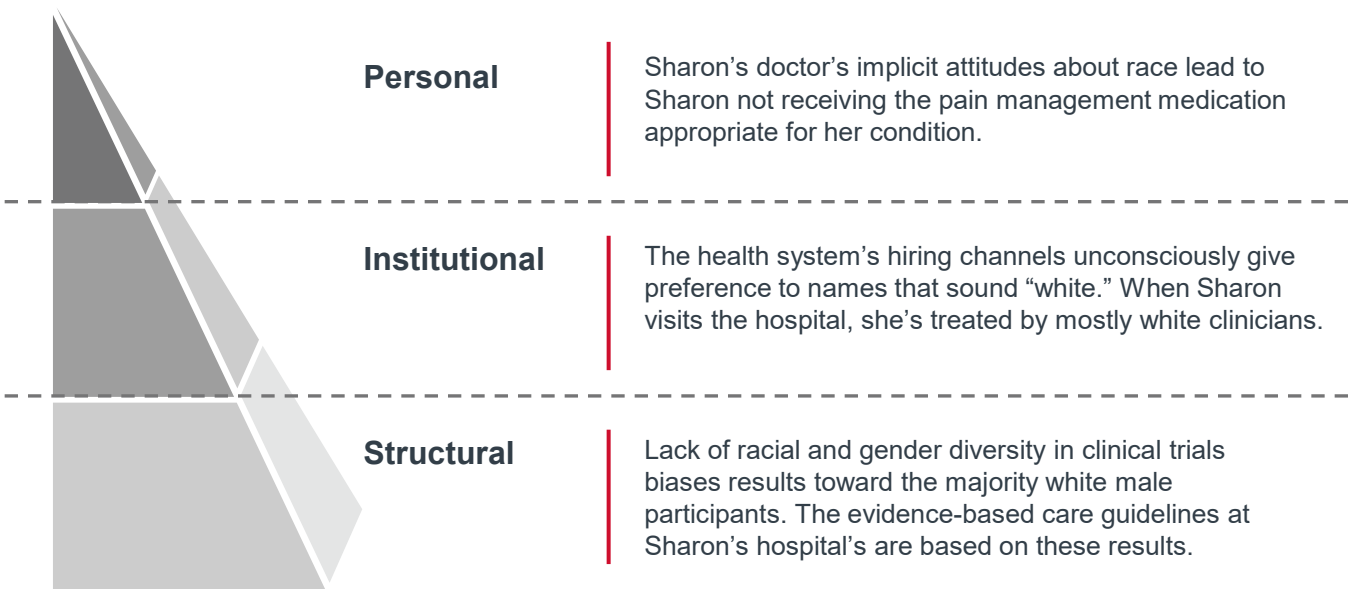 Personal
Sharon’s doctor’s implicit attitudes about race lead to
Sharon not receiving the pain management medication
appropriate for her condition.
Institutional
The health system’s hiring channels unconsciously give
preference to names that sound “white.” When Sharon
visits the hospital, she’s treated by mostly white clinicians.
Structural
Lack of racial and gender diversity in clinical trials
biases results toward the majority white male
participants. The evidence-based care guidelines at
Sharon’s hospital’s are based on these results.